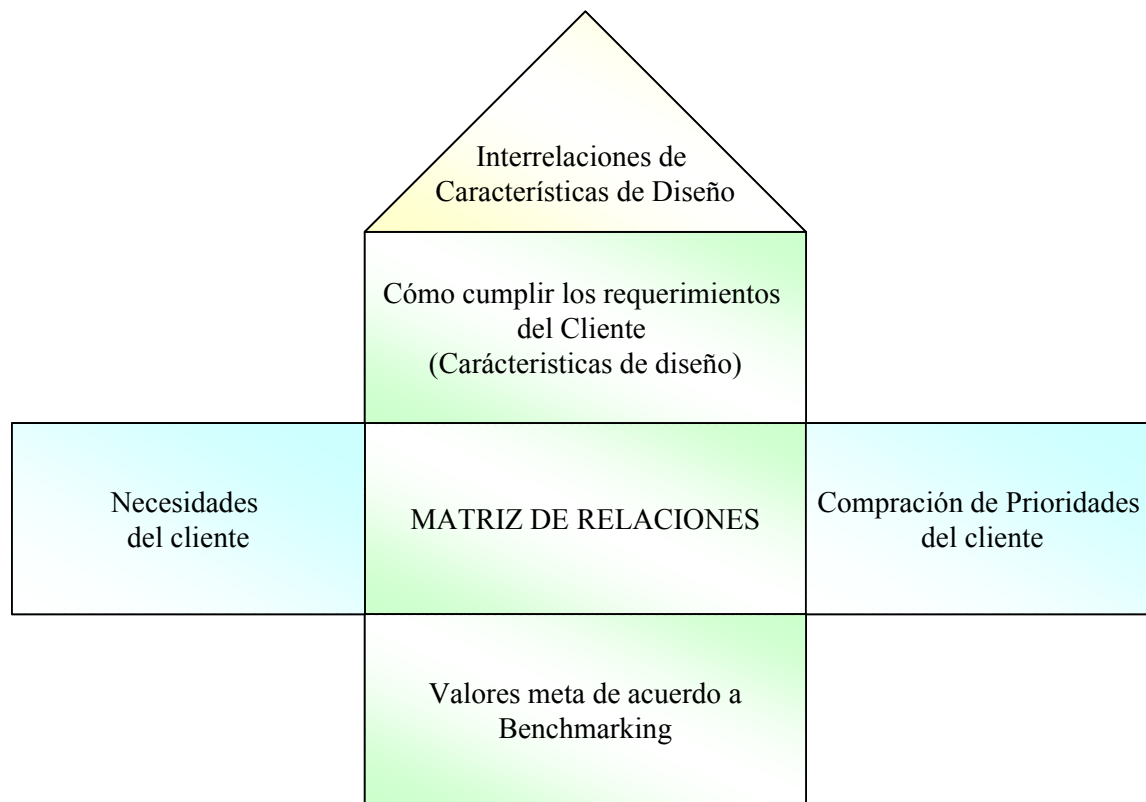 Interrelaciones de
Características de Diseño
Cómo cumplir los requerimientos
del Cliente
(Carácteristicas de diseño)
Necesidades
del cliente
MATRIZ DE RELACIONES
Compración de Prioridades
del cliente
Valores meta de acuerdo a
Benchmarking